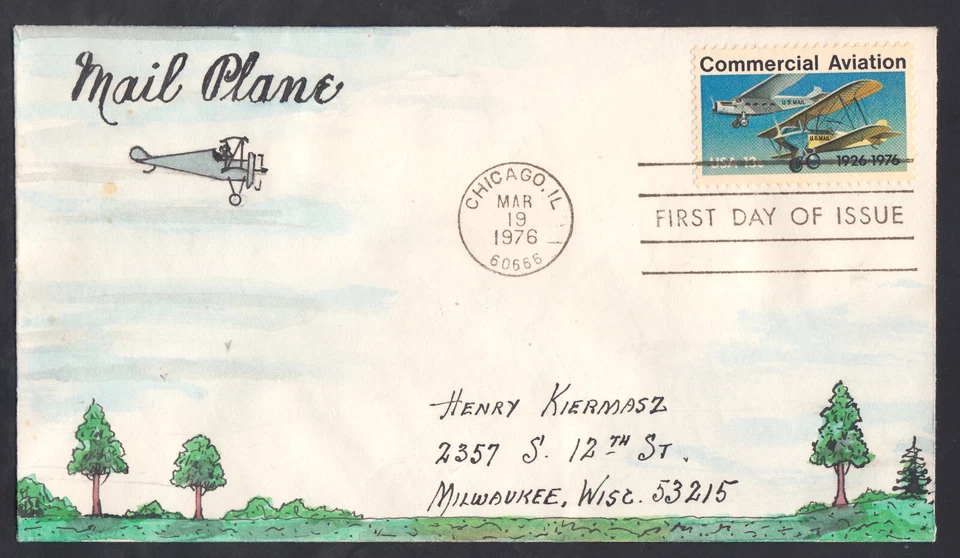 Mail Plane
Commercial Aviation
U.S. MAIL
U.S. MAIL
USA 13c
1926-1976
CHICAGO, IL
MAR
19
1976
60666
FIRST DAY OF ISSUE
HENRY KIERMASZ
2357 S. 12TH ST.
MILWAUKEE, WISC. 53215